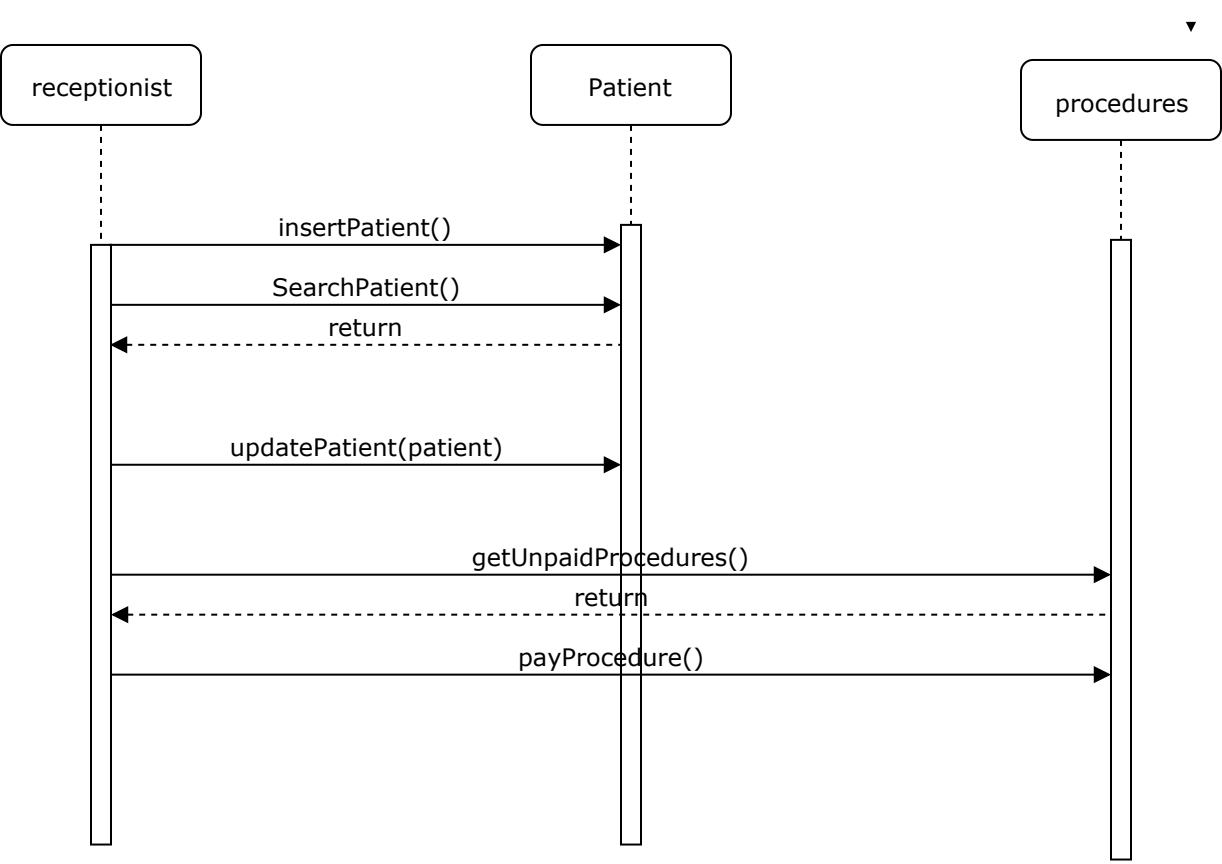 receptionist
Patient
procedures
insertPatient()
SearchPatient()
return
updatePatient(patient)
getUnpaidProcedures()
return
payProcedure()